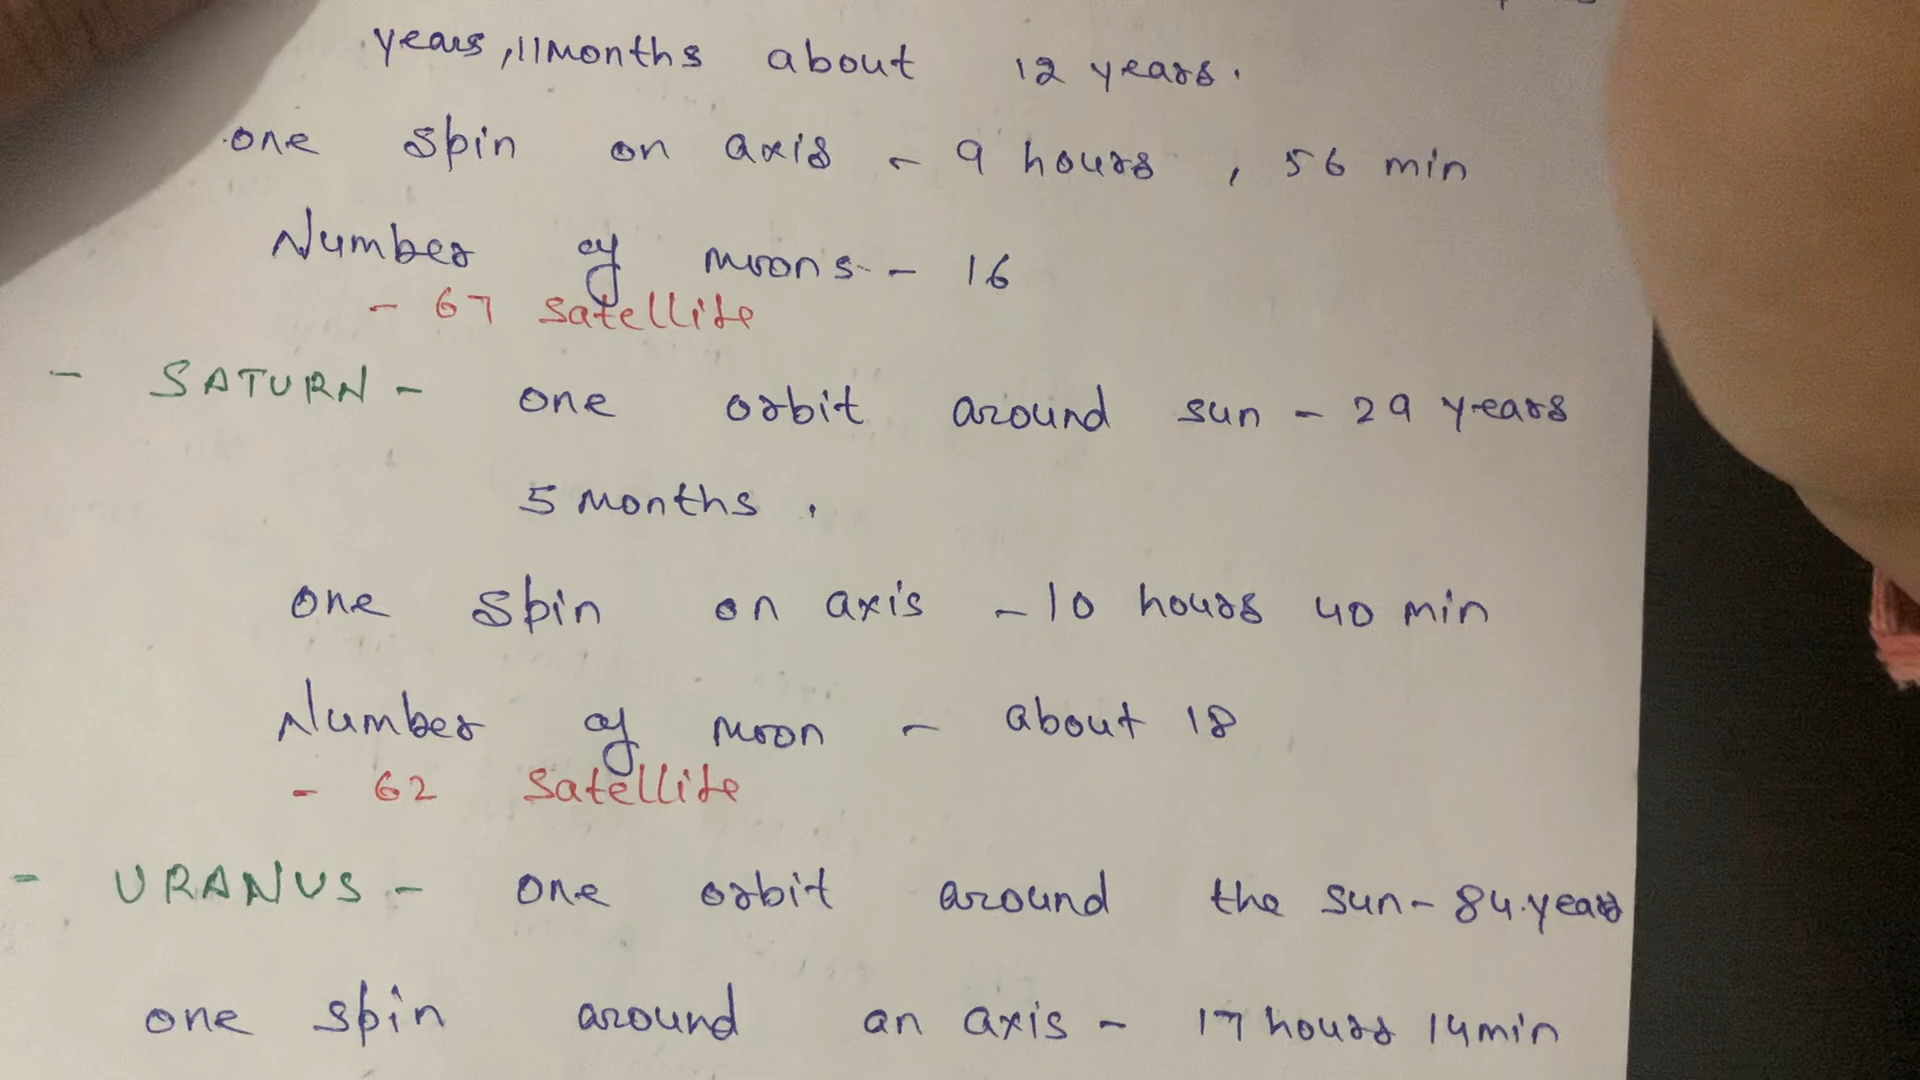 years, 11 months about 12 years.
one spin on axis - 9 hours, 56 min
Number of moons - 16
- 67 satellite
- SATURN - one orbit around sun - 29 years
5 months.
one spin on axis - 10 hours 40 min
Number of moon - about 18
- 62 satellite
- URANUS - one orbit around the sun - 84 years
one spin around an axis - 17 hours 14 min